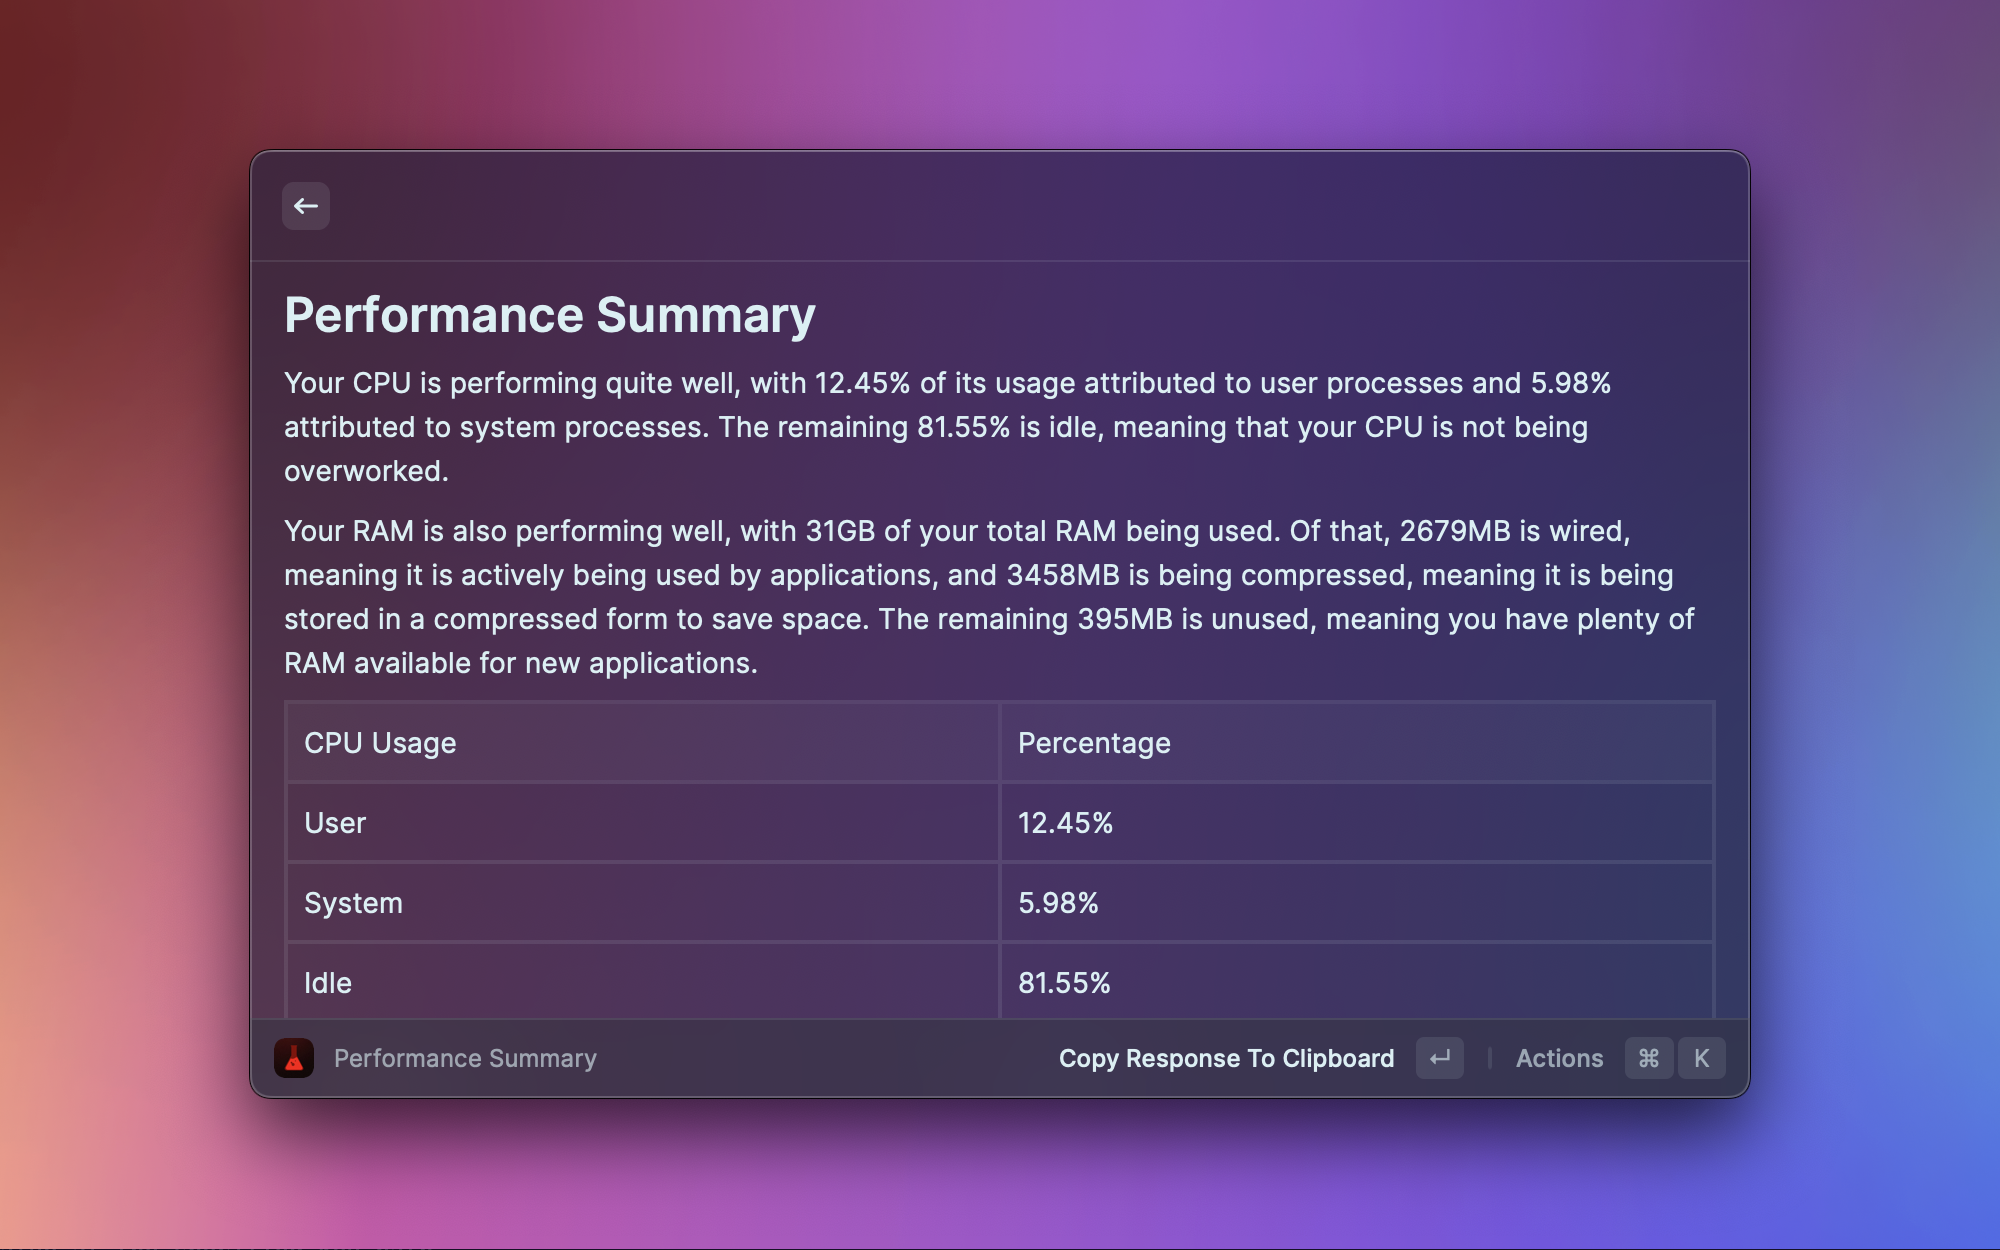 Performance Summary
Your CPU is performing quite well, with 12.45% of its usage attributed to user processes and 5.98%
attributed to system processes. The remaining 81.55% is idle, meaning that your CPU is not being
overworked.
Your RAM is also performing well, with 31GB of your total RAM being used. Of that, 2679MB is wired,
meaning it is actively being used by applications, and 3458MB is being compressed, meaning it is being
stored in a compressed form to save space. The remaining 395MB is unused, meaning you have plenty of
RAM available for new applications.
CPU Usage Percentage
User 12.45%
System 5.98%
Idle 81.55%
Performance Summary Copy Response To Clipboard ↵ | Actions ⌘ K